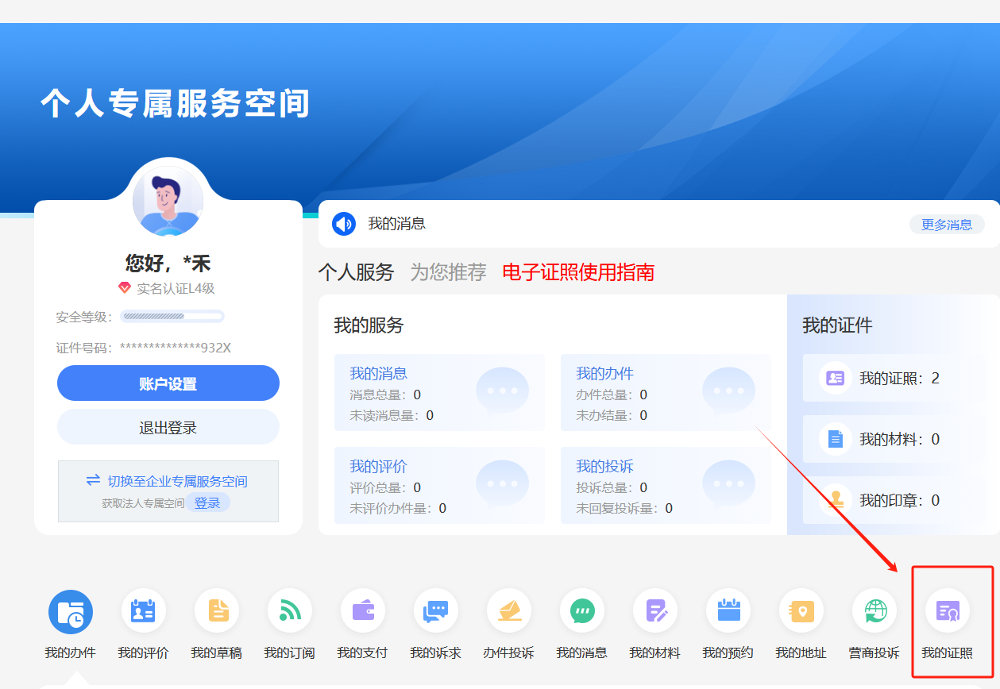 个人专属服务空间
您好，*禾
实名认证L4级
安全等级：
证件号码：**************932X
账户设置
退出登录
切换至企业专属服务空间
获取法人专属空间 登录
我的消息
更多消息
个人服务 为您推荐 电子证照使用指南
我的服务
我的消息
消息总量：0
未读消息量：0
我的办件
办件总量：0
未办结量：0
我的评价
评价总量：0
未评价办件量：0
我的投诉
投诉总量：0
未回复投诉量：0
我的证件
我的证照：2
我的材料：0
我的印章：0
我的办件 我的评价 我的草稿 我的订阅 我的支付 我的诉求 办件投诉 我的消息 我的材料 我的预约 我的地址 营商投诉 我的证照